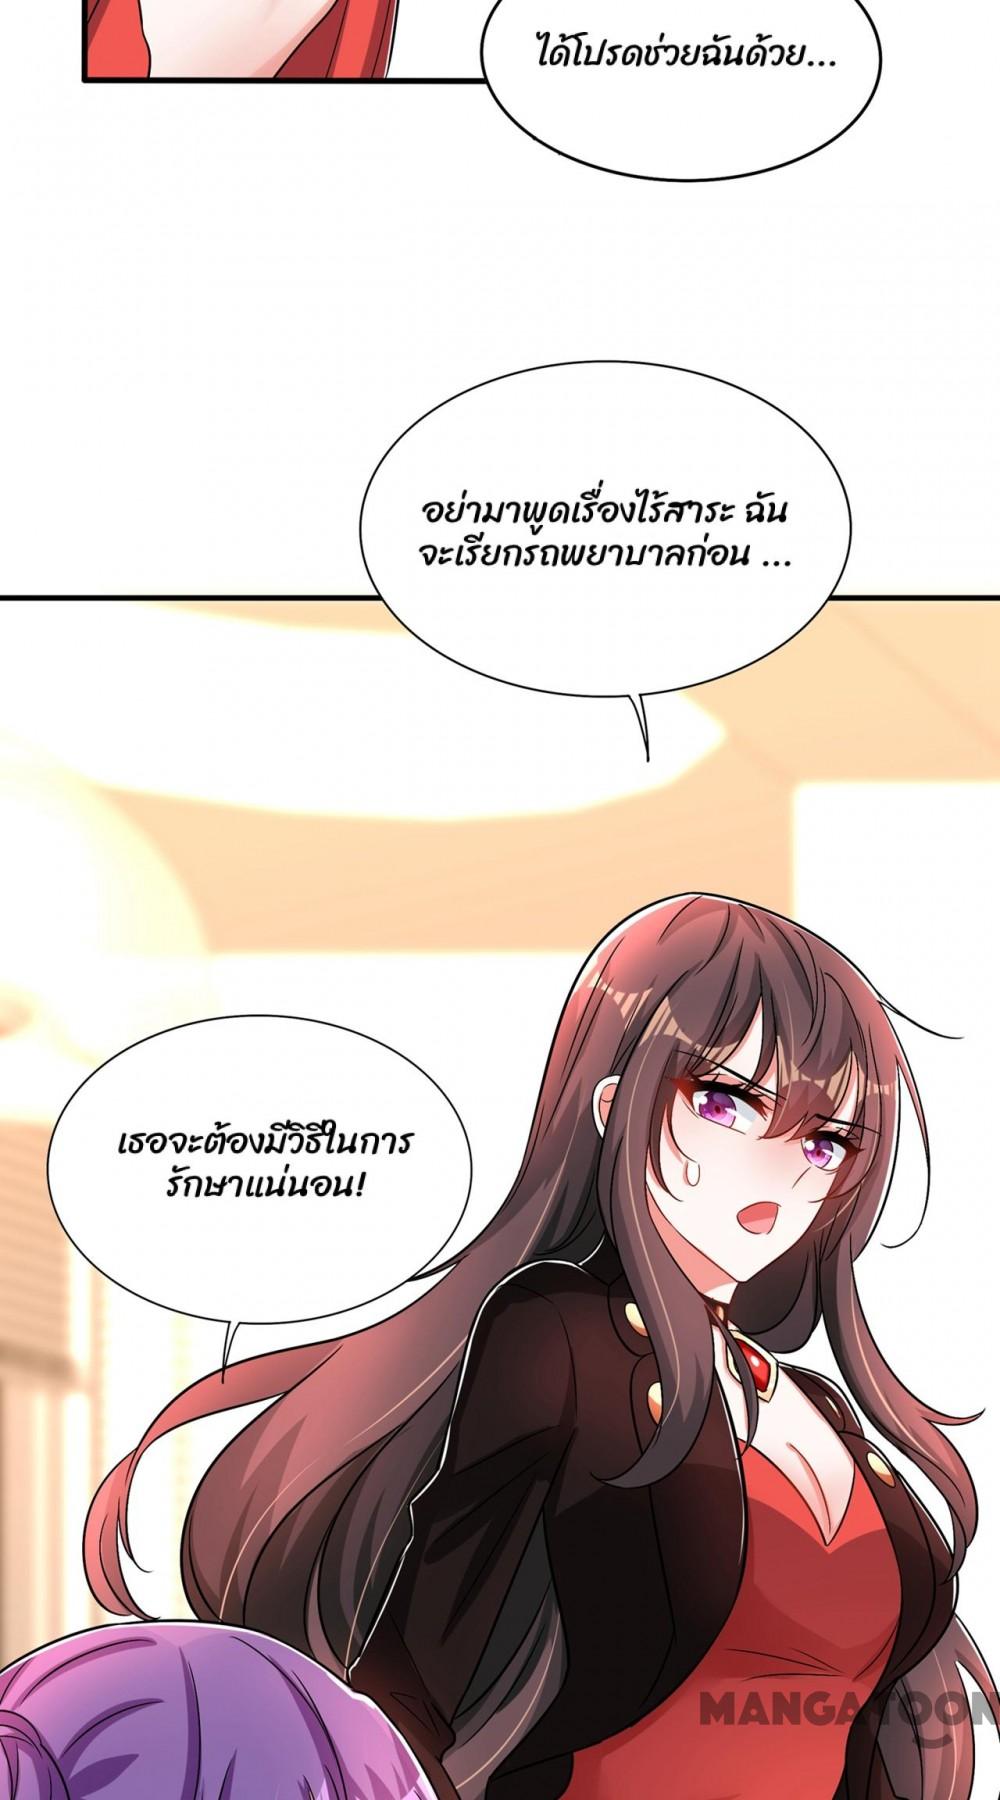 ได้โปรดช่วยฉันด้วย...
อย่ามาพูดเรื่องไร้สาระ ฉัน
จะเรียกรถพยาบาลก่อน ...
เธอจะต้องมีวิธีในการ
รักษาแน่นอน!
MANGATOON